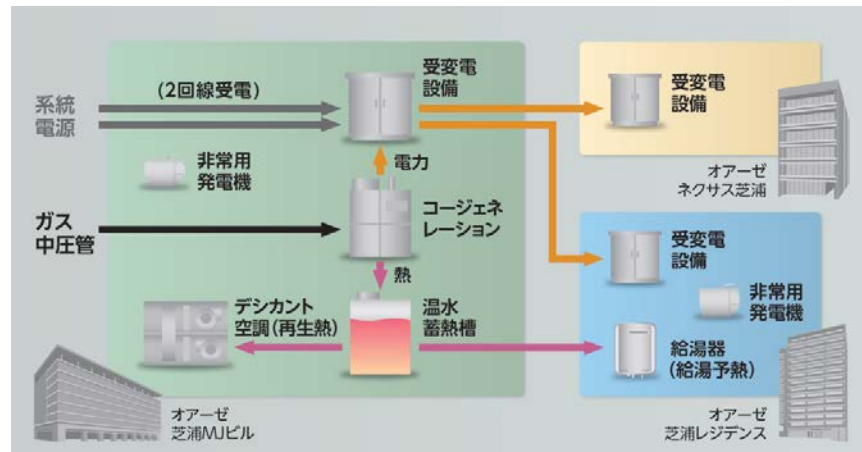 (2回線受電)
系統
電源
受変電
設備
非常用
発電機
電力
ガス
中圧管
コージェネ
レーション
熱
デシカント
空調(再生熱)
温水
蓄熱槽
オアーゼ
芝浦MJビル
受変電
設備
オアーゼ
ネクサス芝浦
受変電
設備
非常用
発電機
給湯器
(給湯予熱)
オアーゼ
芝浦レジデンス